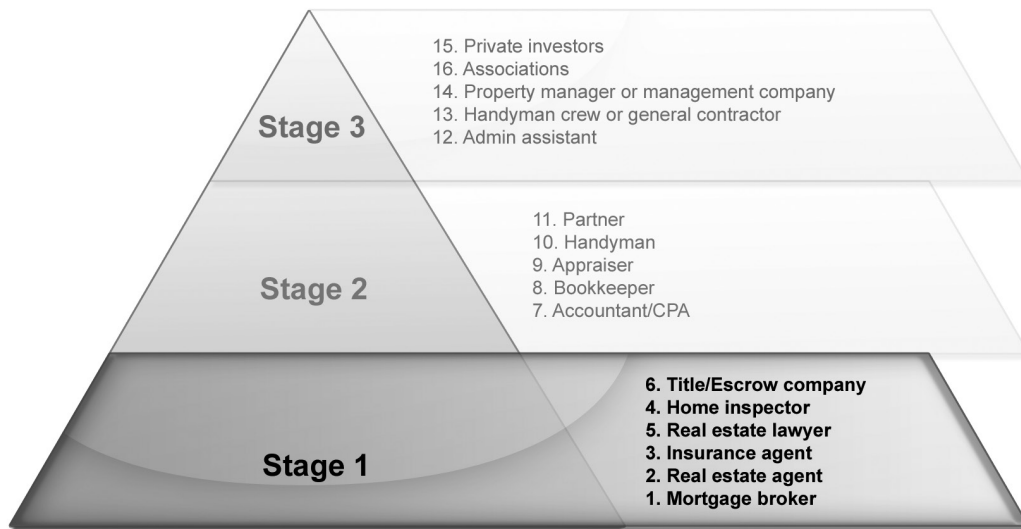 15. Private investors
16. Associations
14. Property manager or management company
13. Handyman crew or general contractor
12. Admin assistant
Stage 3
11. Partner
10. Handyman
9. Appraiser
8. Bookkeeper
7. Accountant/CPA
Stage 2
6. Title/Escrow company
4. Home inspector
5. Real estate lawyer
3. Insurance agent
2. Real estate agent
1. Mortgage broker
Stage 1